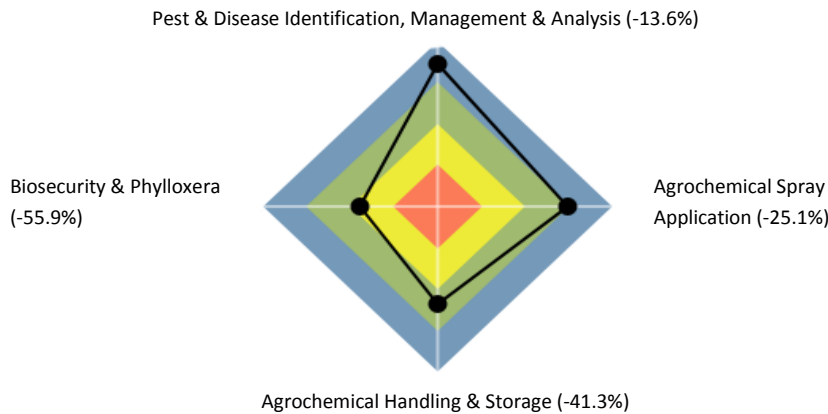 Pest & Disease Identification, Management & Analysis (-13.6%)
Biosecurity & Phylloxera
(-55.9%)
Agrochemical Spray
Application (-25.1%)
Agrochemical Handling & Storage (-41.3%)